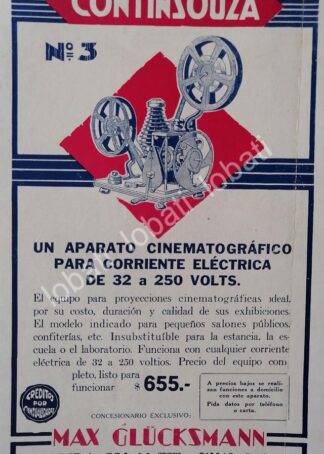 CONTINSOUZA
Nº 3
UN APARATO CINEMATOGRÁFICO
PARA CORRIENTE ELÉCTRICA
DE 32 a 250 VOLTS.
El equipo para proyecciones cinematográficas ideal,
por su costo, duración y calidad de sus exhibiciones.
El modelo indicado para pequeños salones públicos,
confiterías, etc. Insubstituíble para la estancia, la es-
cuela o el laboratorio. Funciona con cualquier corriente
eléctrica de 32 a 250 voltios. Precio del equipo com-
pleto, listo para
funcionar $ 655.-
A precios bajos se reali-
zan funciones a domicilio
con este aparato.
Pida datos por teléfono
o carta.
CREDITOS
POR
MENSUALIDADES
CONCESIONARIO EXCLUSIVO:
MAX GLÜCKSMANN